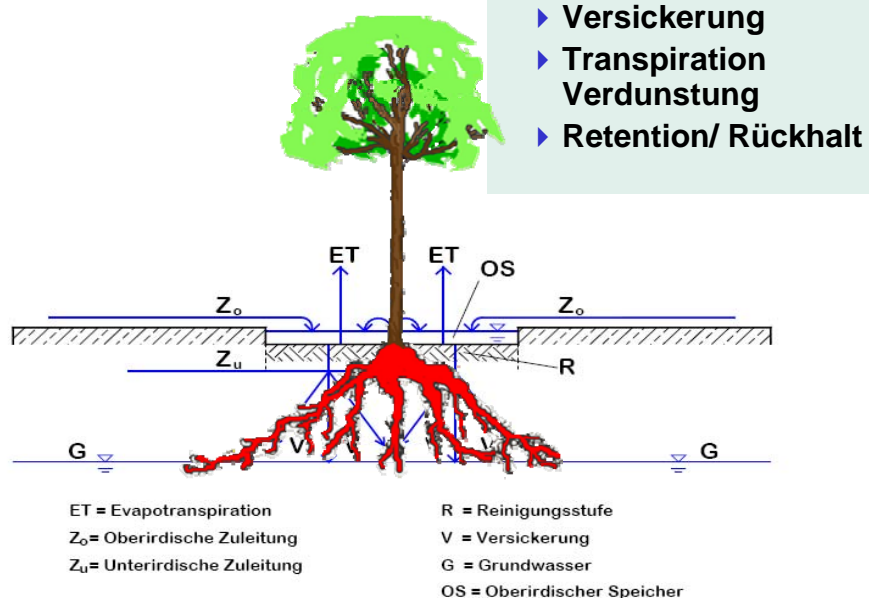 Versickerung
Transpiration
Verdunstung
Retention/ Rückhalt
ET ET
OS
Zo Zo
Zu
R
V V
G G
ET = Evapotranspiration
Zo= Oberirdische Zuleitung
Zu= Unterirdische Zuleitung
R = Reinigungsstufe
V = Versickerung
G = Grundwasser
OS = Oberirdischer Speicher